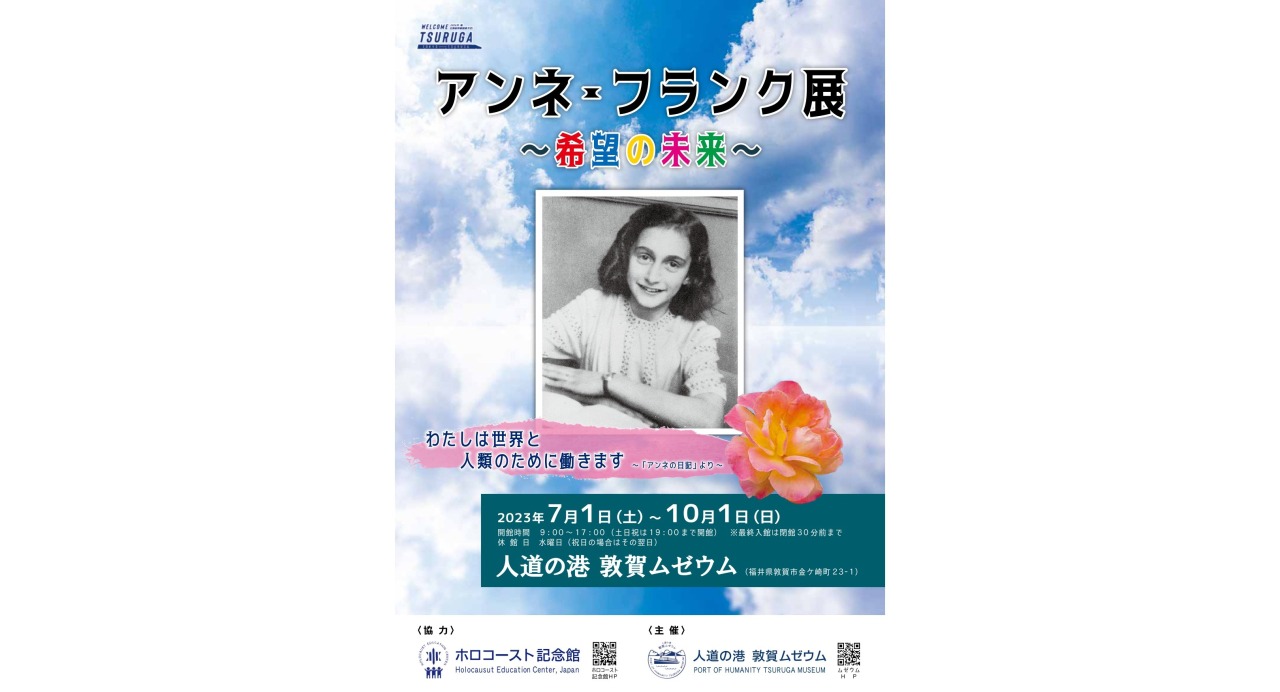 WELCOME
TSURUGA
アンネ・フランク展
～希望の未来～
わたしは世界と
人類のために働きます ～「アンネの日記」より～
2023年7月1日(土)～10月1日(日)
開館時間 9:00～17:00（土日祝は19:00まで開館） ※最終入館は閉館30分前まで
休館日 水曜日（祝日の場合はその翌日）
人道の港 敦賀ムゼウム（福井県敦賀市金ケ崎町23-1）
〈協力〉
ホロコースト記念館
Holocausut Education Center, Japan
ホロコースト
記念館HP
〈主催〉
人道の港 敦賀ムゼウム
PORT OF HUMANITY TSURUGA MUSEUM
ムゼウム
HP